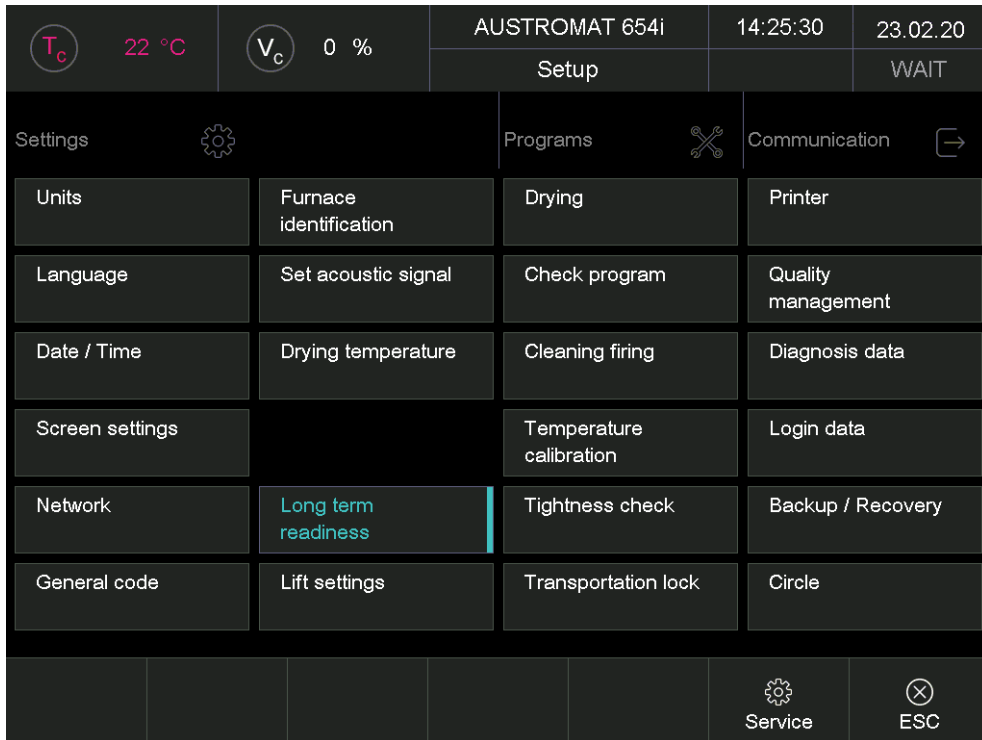 Tc 22 °C
Vc 0 %
AUSTROMAT 654i
14:25:30
23.02.20
Setup
WAIT
Settings
Programs
Communication
Units
Furnace
identification
Drying
Printer
Language
Set acoustic signal
Check program
Quality
management
Date / Time
Drying temperature
Cleaning firing
Diagnosis data
Screen settings
Temperature
calibration
Login data
Network
Long term
readiness
Tightness check
Backup / Recovery
General code
Lift settings
Transportation lock
Circle
Service
ESC